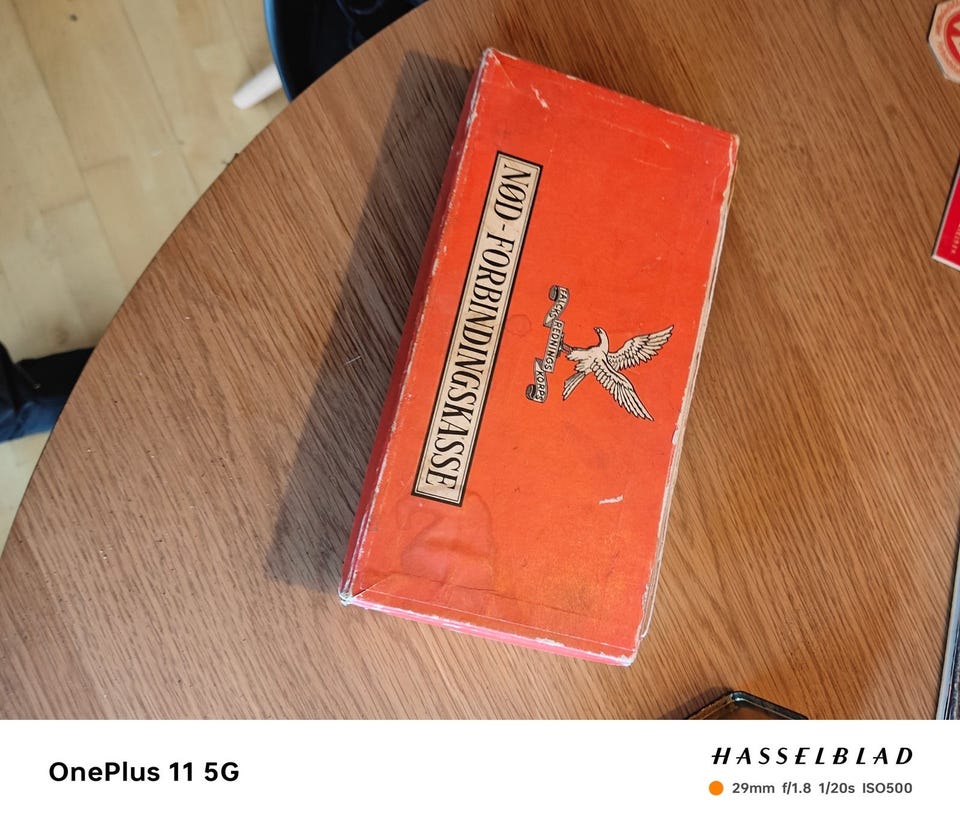 NØD-FORBINDINGSKASSE
FALCKS REDNINGS KORPS
OnePlus 11 5G
HASSELBLAD
29mm f/1.8 1/20s ISO500